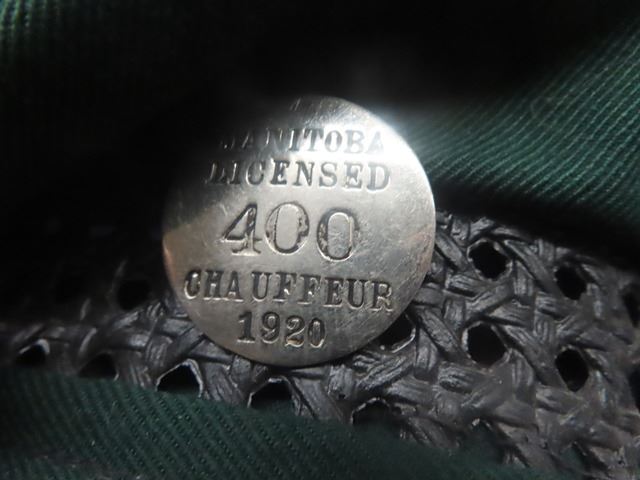 MANITOBA
LICENSED
400
CHAUFFEUR
1920